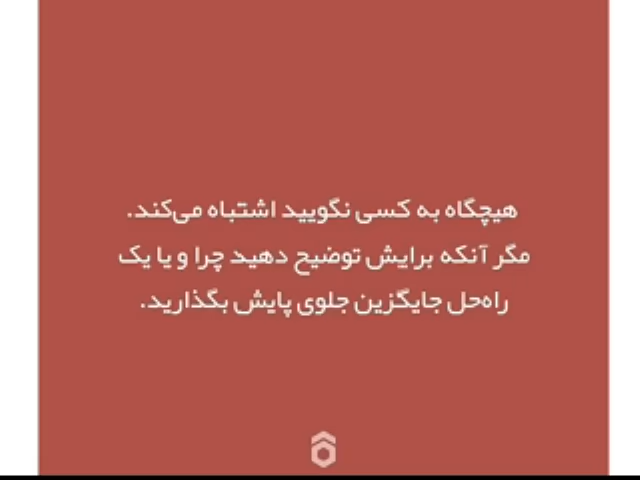 هیچگاه به کسی نگویید اشتباه می‌کند.
مگر آنکه برایش توضیح دهید چرا و یا یک
راه‌حل جایگزین جلوی پایش بگذارید.